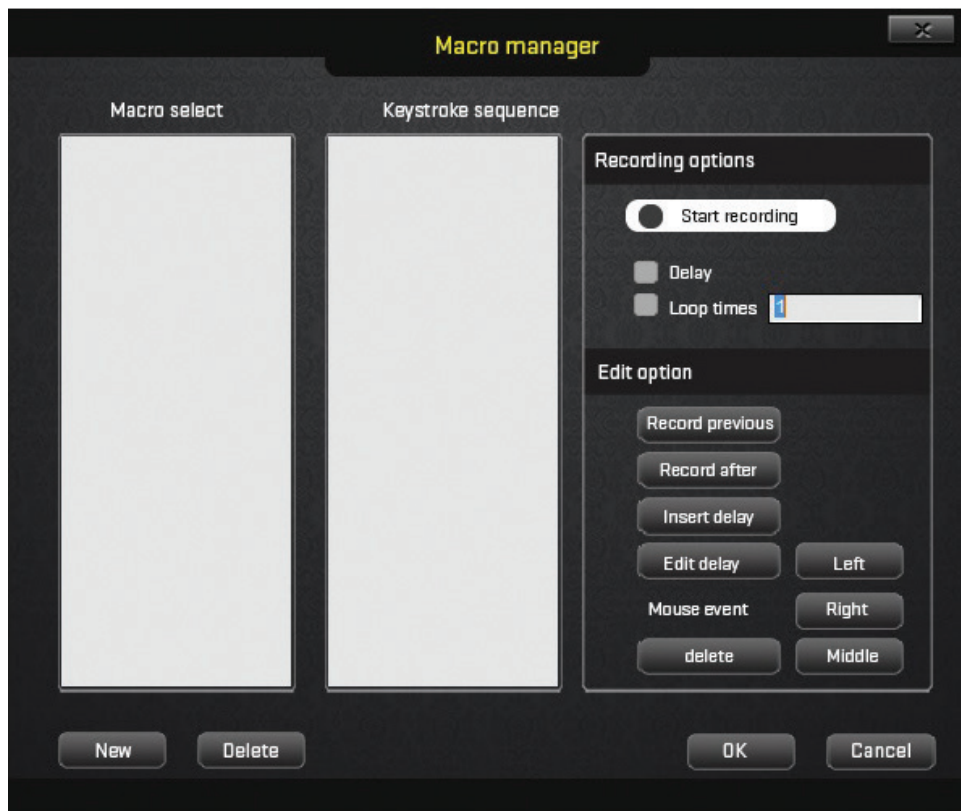 Macro manager
Macro select
Keystroke sequence
Recording options
Start recording
Delay
Loop times 1
Edit option
Record previous
Record after
Insert delay
Edit delay Left
Mouse event Right
delete Middle
New Delete OK Cancel